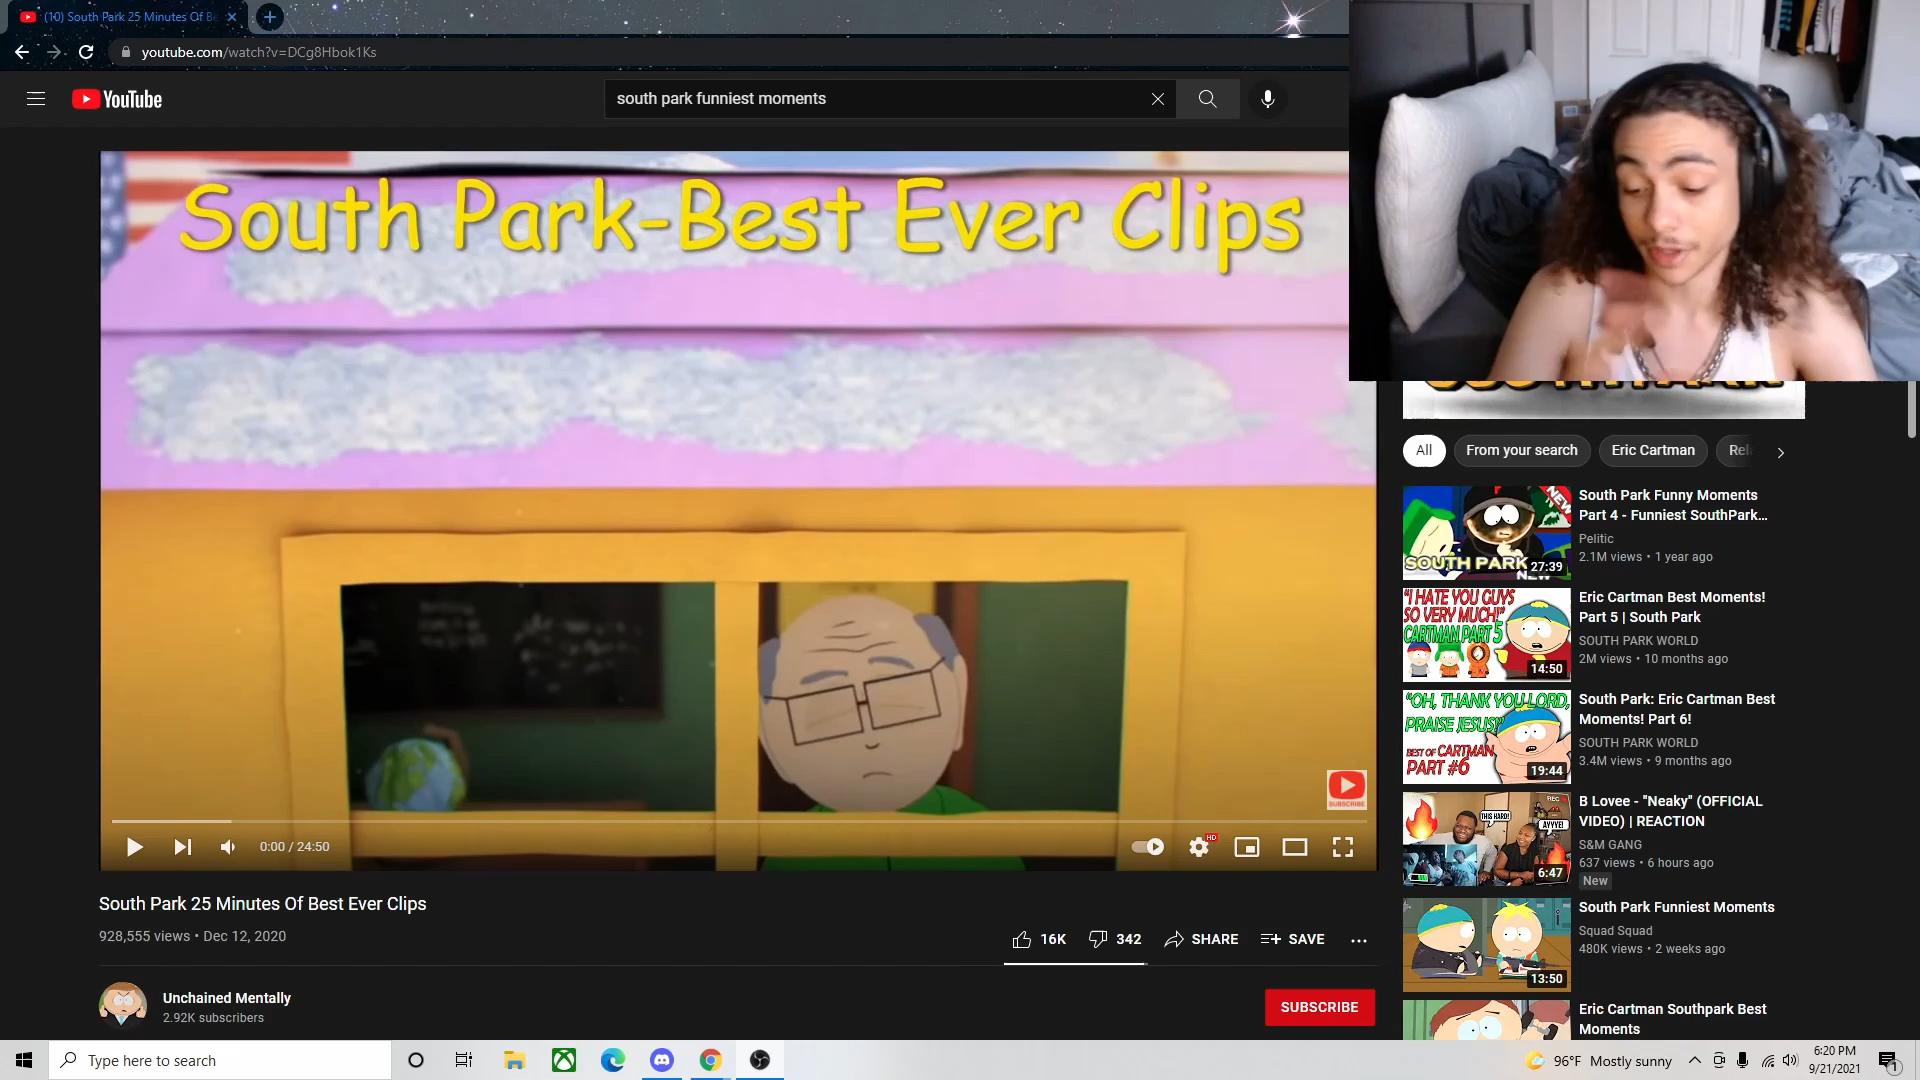 (10) South Park 25 Minutes Of Be
youtube.com/watch?v=DCg8Hbok1Ks
YouTube
south park funniest moments
South Park-Best Ever Clips
SUBSCRIBE
0:00 / 24:50
HD
South Park 25 Minutes Of Best Ever Clips
928,555 views • Dec 12, 2020
16K
342
SHARE
SAVE
Unchained Mentally
2.92K subscribers
SUBSCRIBE
All
From your search
Eric Cartman
NEW
SOUTH PARK
27:39
South Park Funny Moments
Part 4 - Funniest SouthPark...
Pelitic
2.1M views • 1 year ago
"I HATE YOU GUYS
SO VERY MUCH!"
CARTMAN PART 5
14:50
Eric Cartman Best Moments!
Part 5 | South Park
SOUTH PARK WORLD
2M views • 10 months ago
"OH, THANK YOU LORD,
PRAISE JESUS!"
BEST OF CARTMAN
PART #6
19:44
South Park: Eric Cartman Best
Moments! Part 6!
SOUTH PARK WORLD
3.4M views • 9 months ago
REC
THIS HARD!
AYYYE!
6:47
B Lovee - "Neaky" (OFFICIAL
VIDEO) | REACTION
S&M GANG
637 views • 6 hours ago
New
13:50
South Park Funniest Moments
Squad Squad
480K views • 2 weeks ago
Eric Cartman Southpark Best
Moments
Type here to search
96°F Mostly sunny
6:20 PM
9/21/2021
1